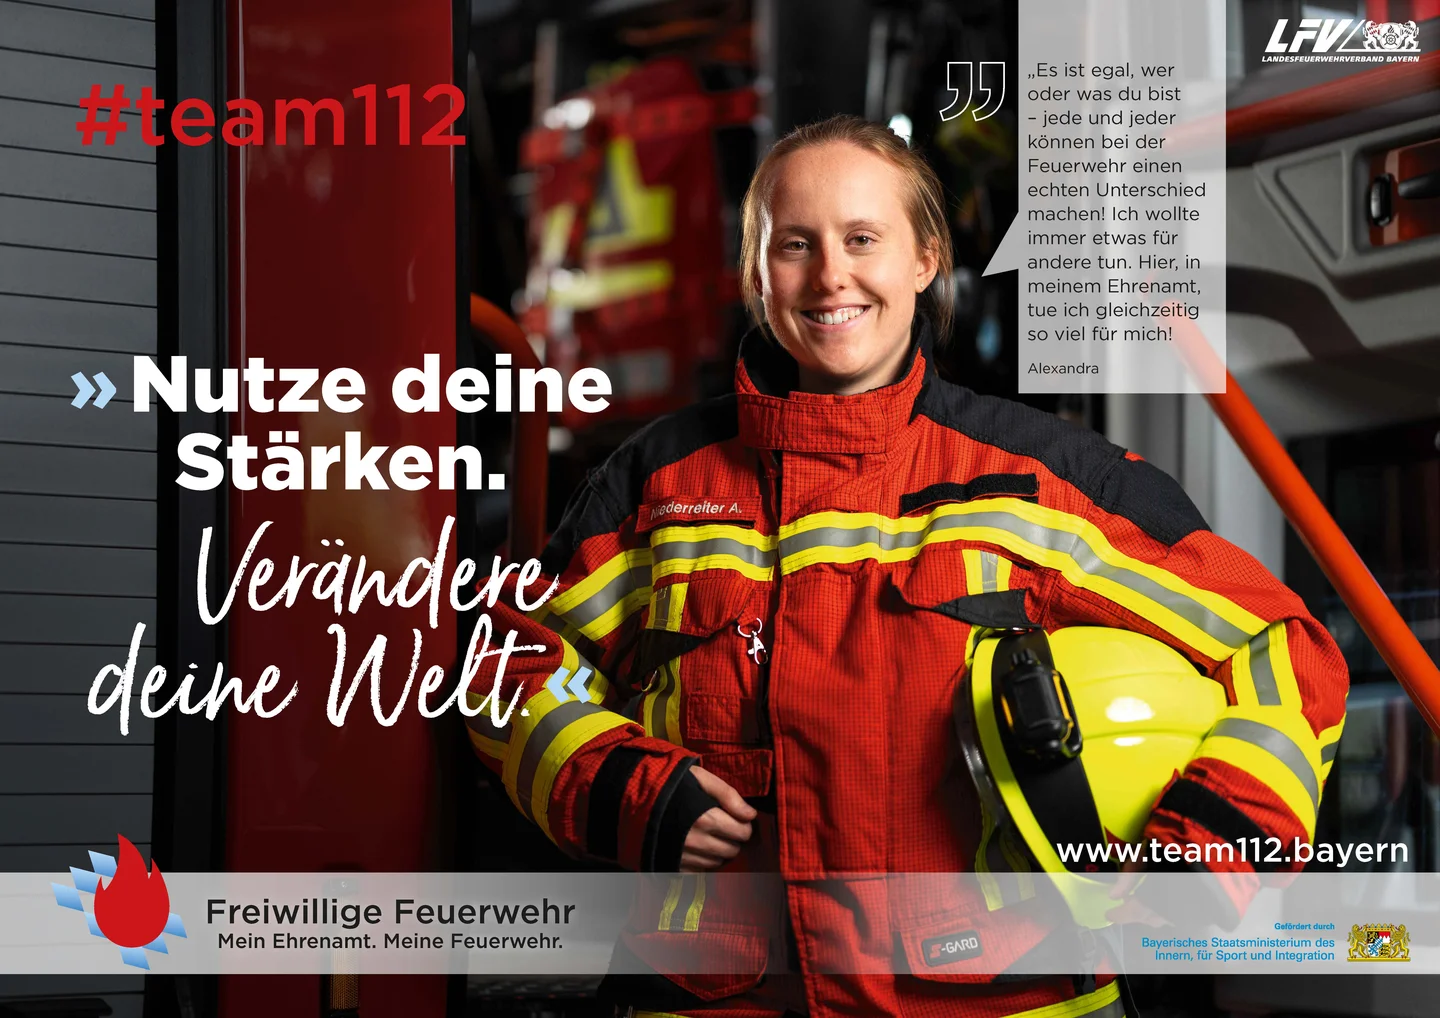 #team112
LFV
LANDESFEUERWEHRVERBAND BAYERN
„Es ist egal, wer
oder was du bist
– jede und jeder
können bei der
Feuerwehr einen
echten Unterschied
machen! Ich wollte
immer etwas für
andere tun. Hier, in
meinem Ehrenamt,
tue ich gleichzeitig
so viel für mich!
Alexandra
»Nutze deine
Stärken.
Verändere
deine Welt.«
Niederreiter A.
www.team112.bayern
Freiwillige Feuerwehr
Mein Ehrenamt. Meine Feuerwehr.
S-GARD
Gefördert durch
Bayerisches Staatsministerium des
Innern, für Sport und Integration